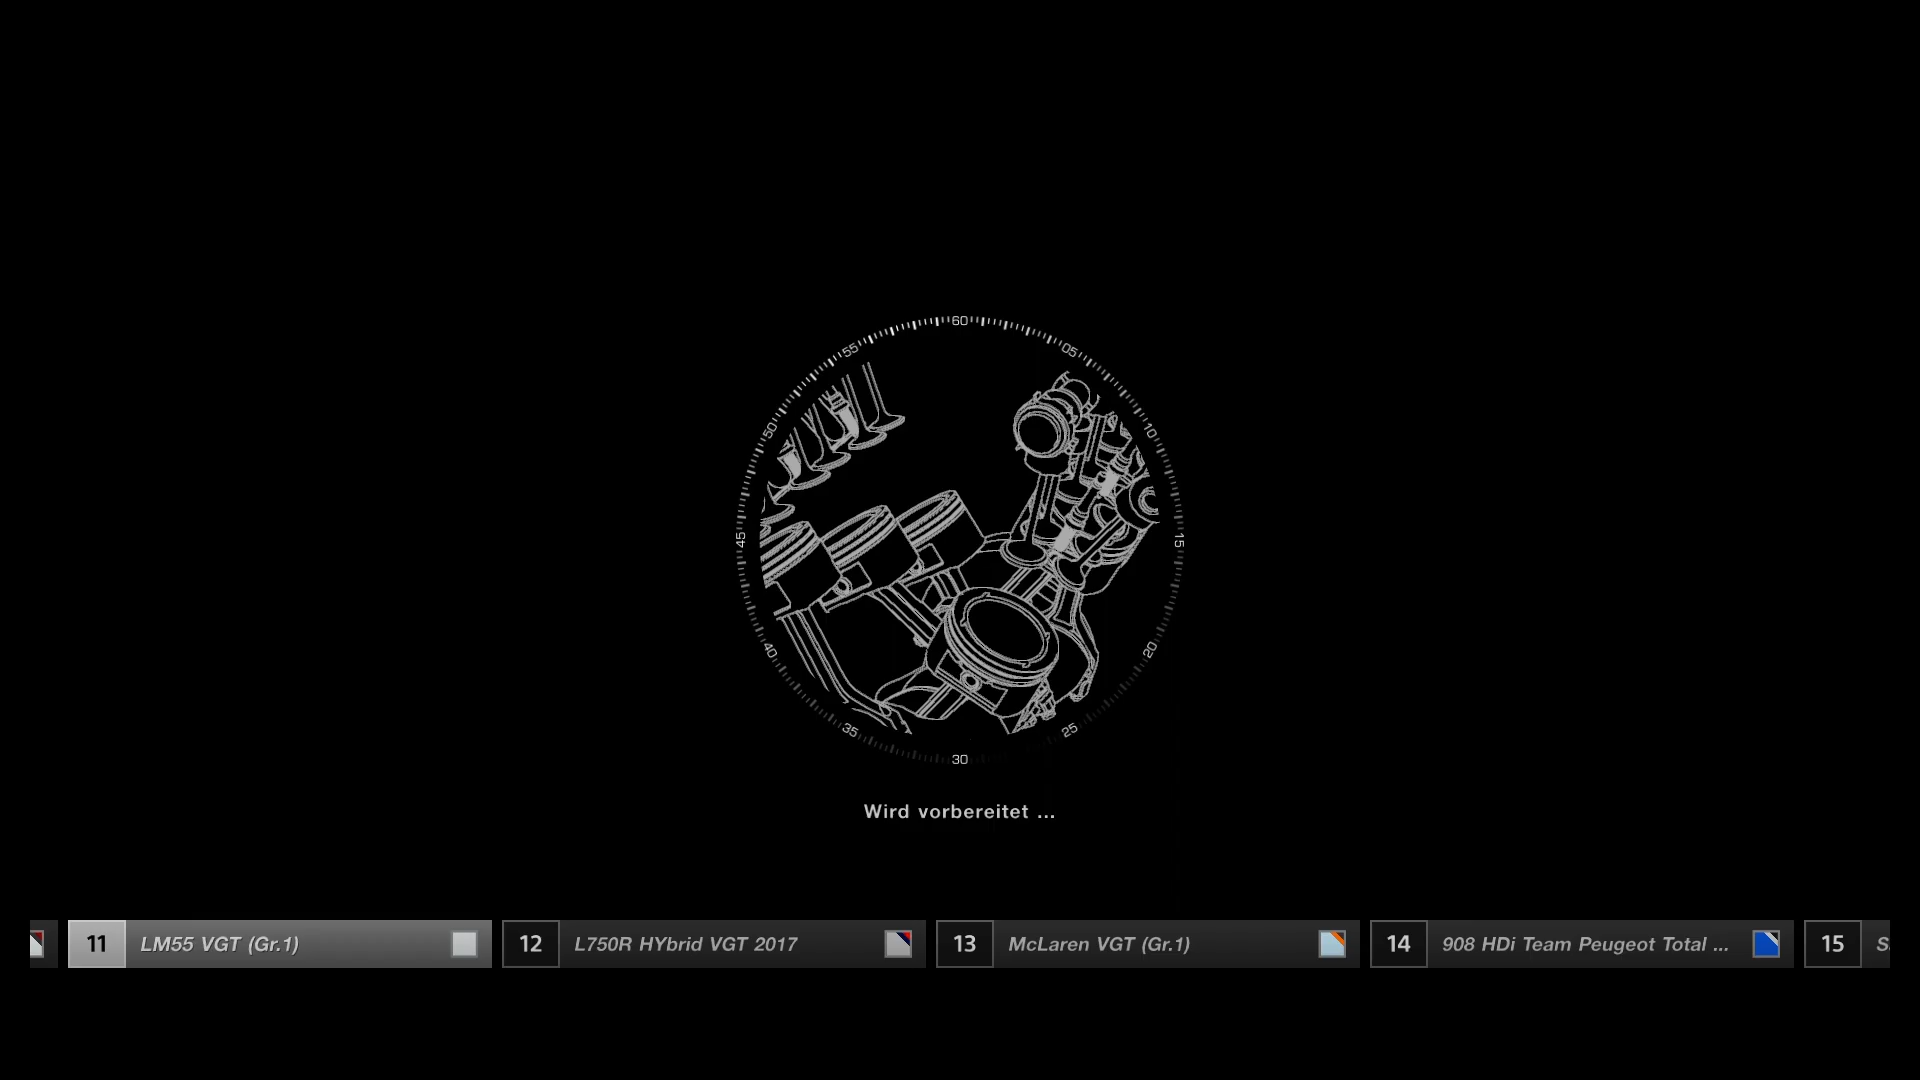 60
55
05
50
10
45
15
40
20
35
25
30
Wird vorbereitet ...
11 LM55 VGT (Gr.1)
12 L750R HYbrid VGT 2017
13 McLaren VGT (Gr.1)
14 908 HDi Team Peugeot Total ...
15 S